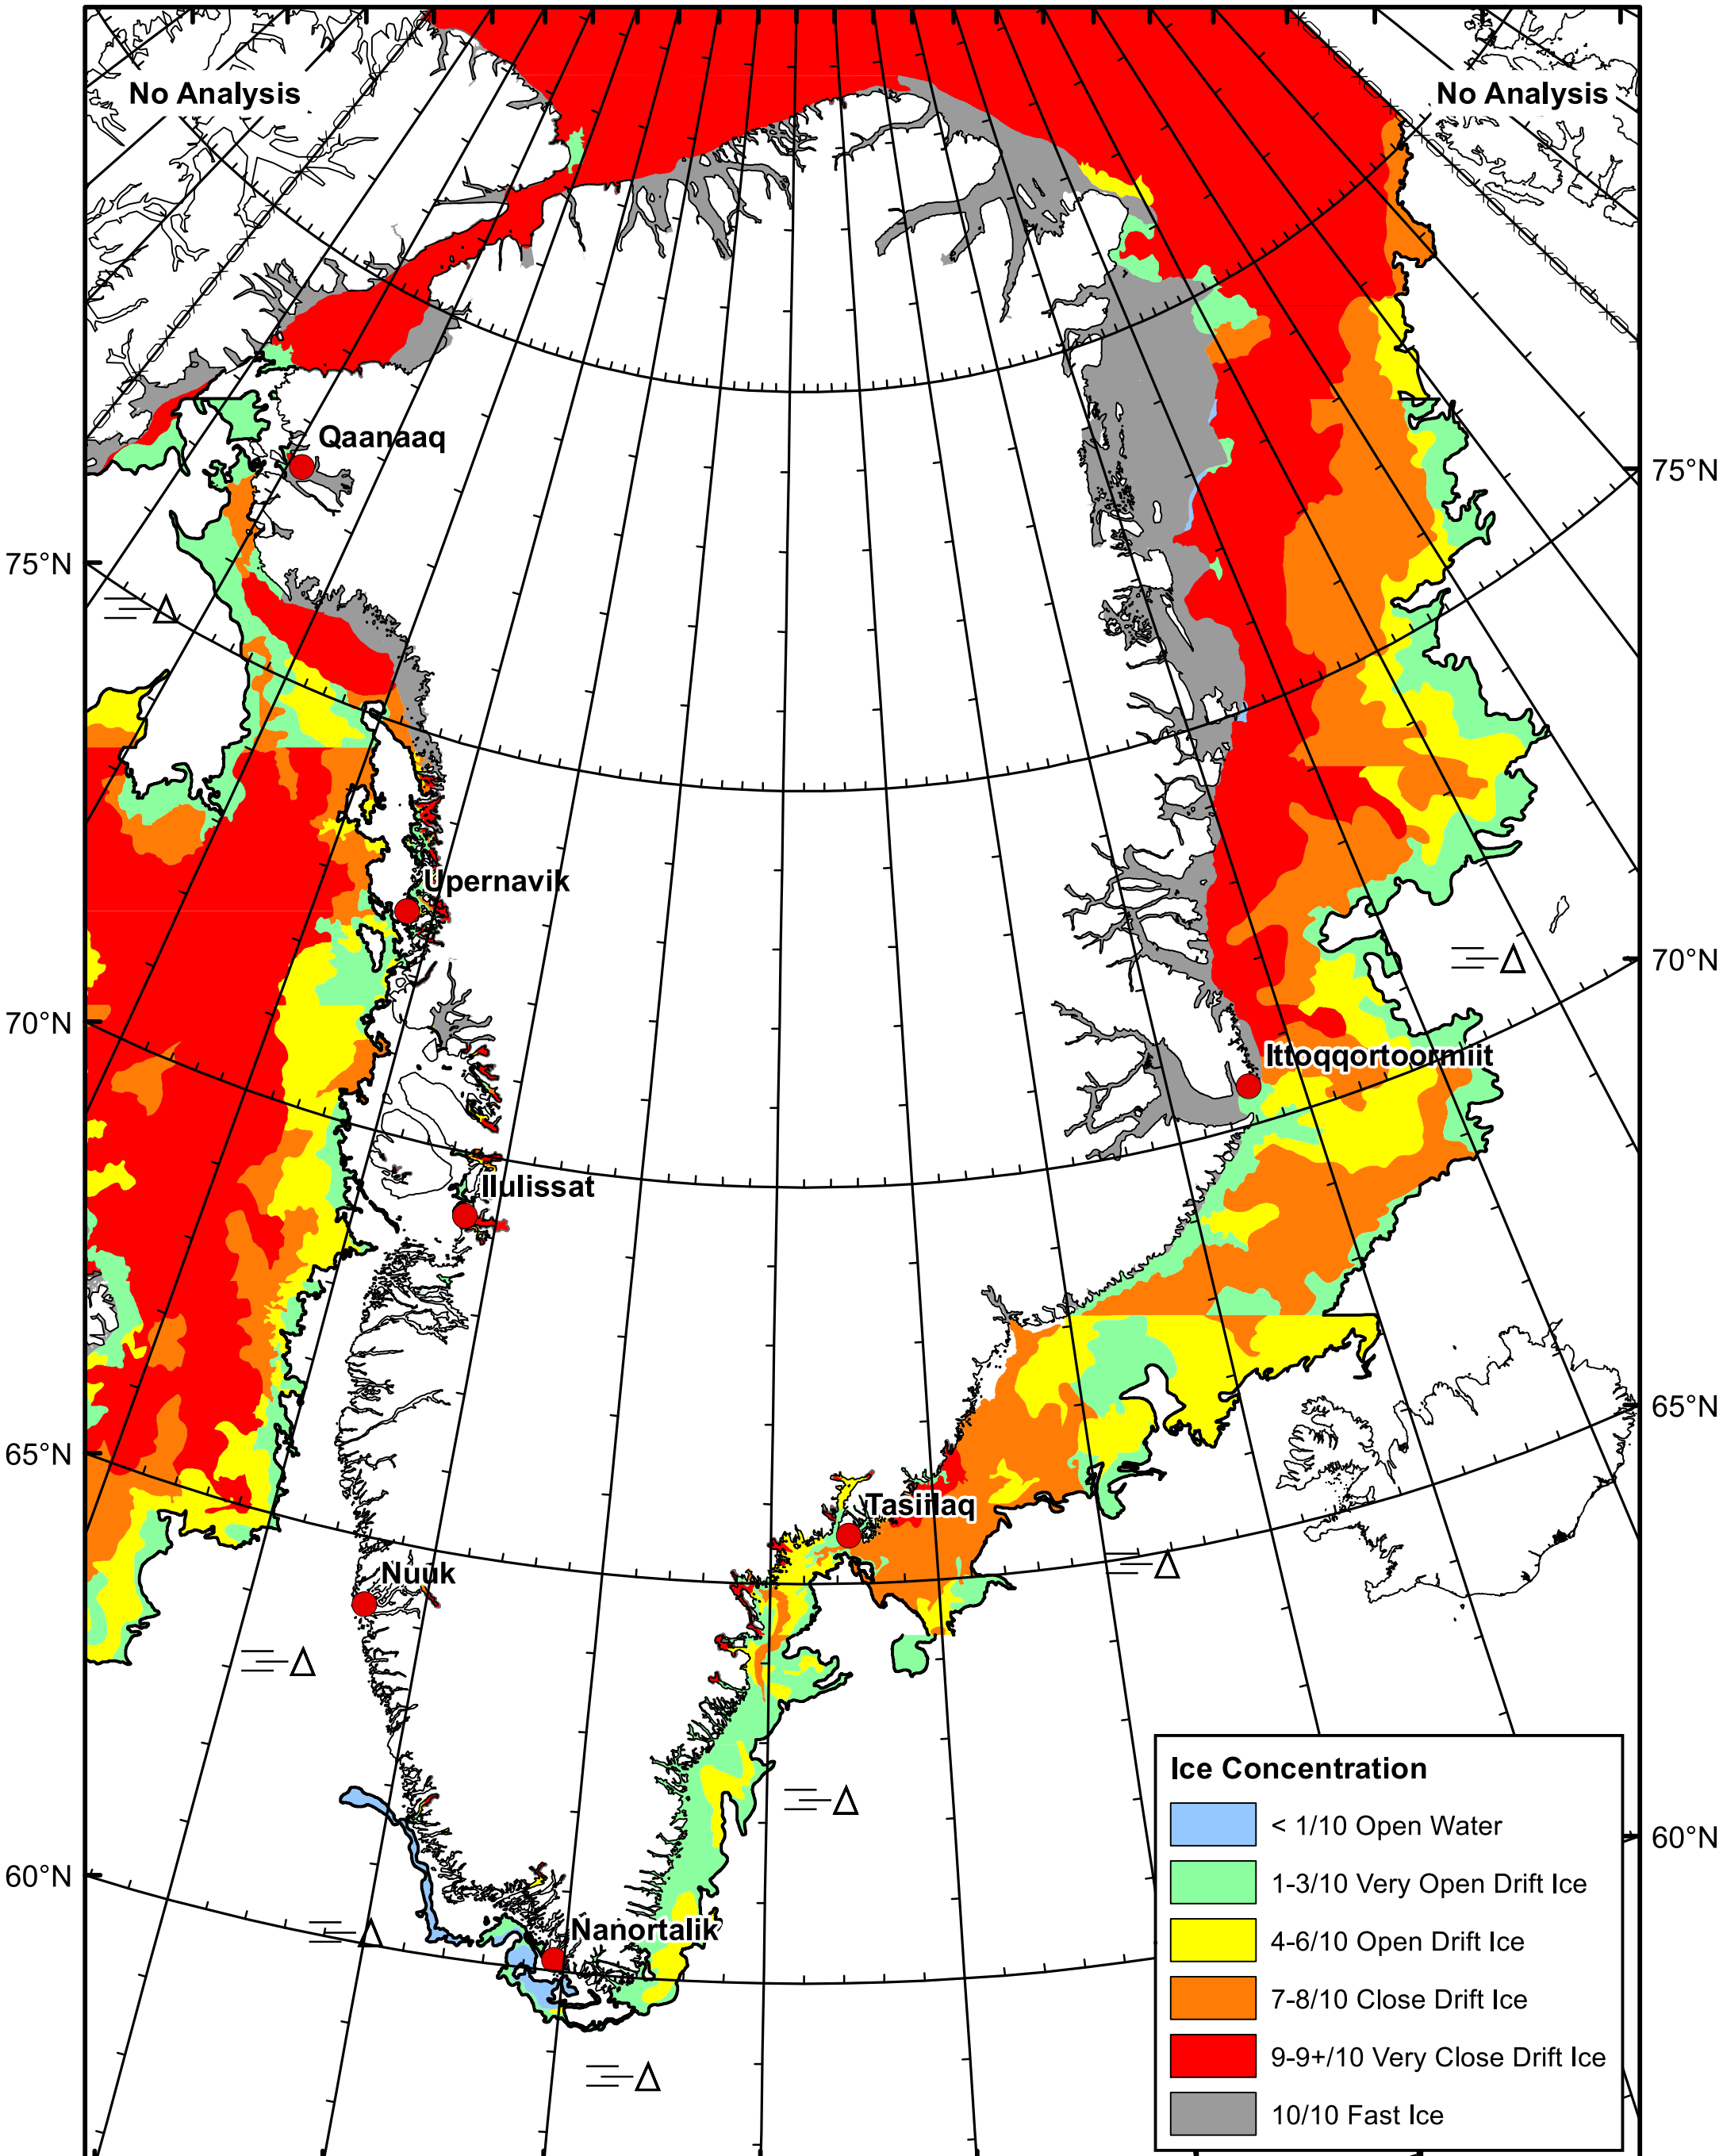 No Analysis
No Analysis
Qaanaaq
75°N
75°N
Upernavik
70°N
70°N
Ittoqqortoormiit
Ilulissat
65°N
65°N
Tasiilaq
Nuuk
60°N
60°N
Nanortalik
Ice Concentration
< 1/10 Open Water
1-3/10 Very Open Drift Ice
4-6/10 Open Drift Ice
7-8/10 Close Drift Ice
9-9+/10 Very Close Drift Ice
10/10 Fast Ice